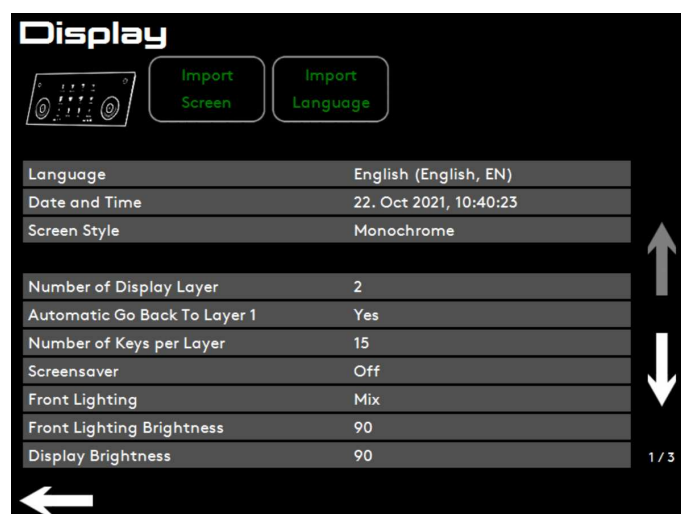 Display
Import Screen
Import Language
Language English (English, EN)
Date and Time 22. Oct 2021, 10:40:23
Screen Style Monochrome
Number of Display Layer 2
Automatic Go Back To Layer 1 Yes
Number of Keys per Layer 15
Screensaver Off
Front Lighting Mix
Front Lighting Brightness 90
Display Brightness 90
1/3